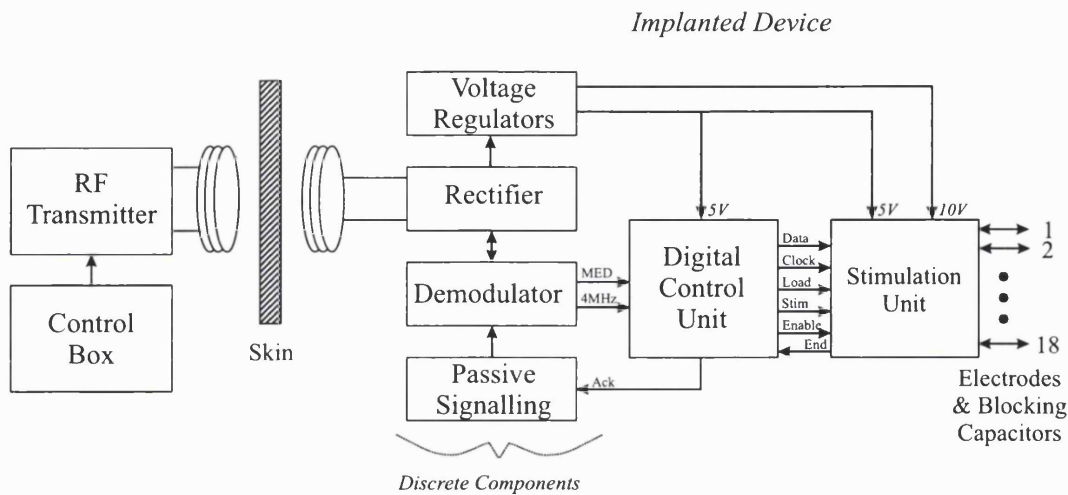 Implanted Device
Voltage
Regulators
RF
Transmitter
Rectifier
5V
5V
10V
Control
Box
Skin
Demodulator
MED
4MHz
Digital
Control
Unit
Data
Clock
Load
Stim
Enable
End
Stimulation
Unit
1
2
18
Passive
Signalling
Ack
Electrodes
& Blocking
Capacitors
Discrete Components